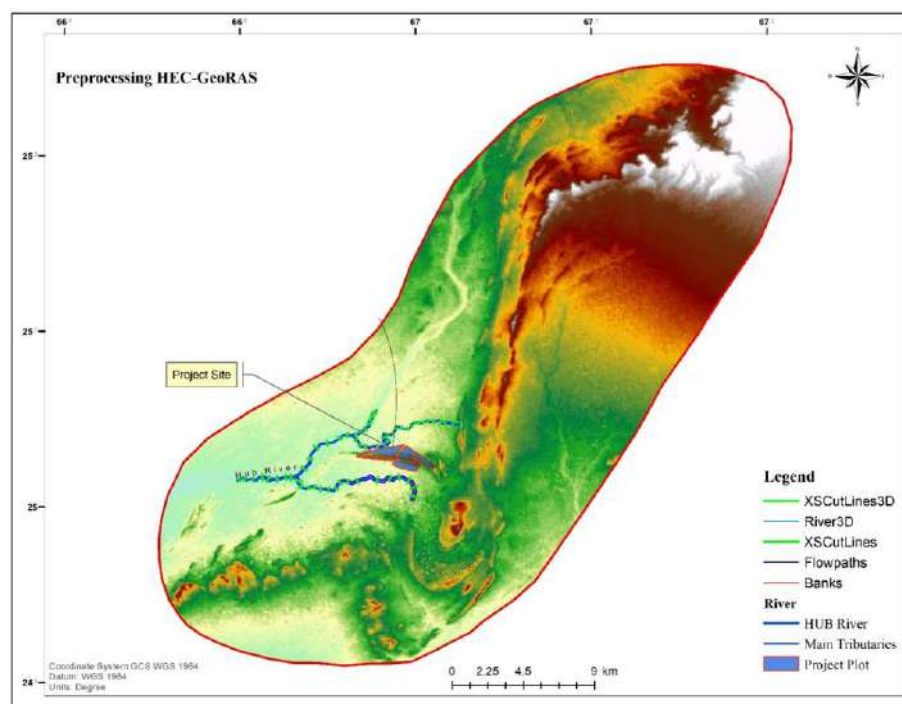 66°
66°
67°
67°
67°
Preprocessing HEC-GeoRAS
25°
25°
Project Site
Hub River
25°
24°
Legend
XSCutLines3D
River3D
XSCutLines
Flowpaths
Banks
River
HUB River
Main Tributaries
Project Plot
Coordinate System GCS WGS 1984
Datum: WGS 1984
Units: Degree
0 2.25 4.5 9 km